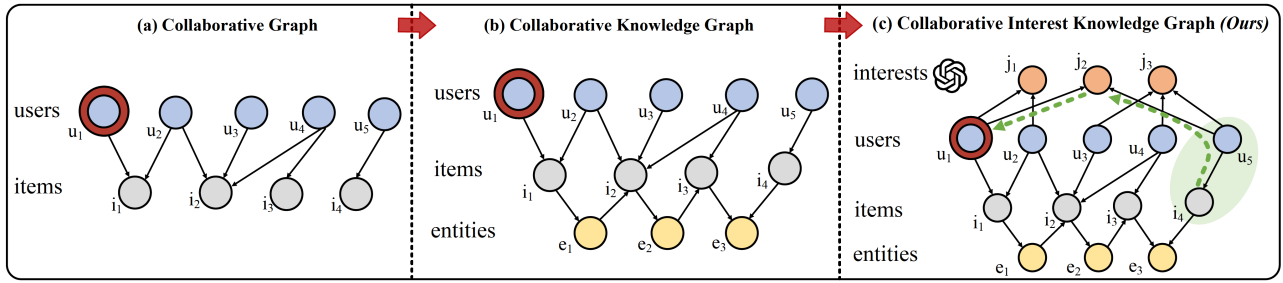 (a) Collaborative Graph
users
u1
u2
u3
u4
u5
items
i1
i2
i3
i4
(b) Collaborative Knowledge Graph
users
u1
u2
u3
u4
u5
items
i1
i2
i3
i4
entities
e1
e2
e3
(c) Collaborative Interest Knowledge Graph (Ours)
interests
j1
j2
j3
users
u1
u2
u3
u4
u5
items
i1
i2
i3
i4
entities
e1
e2
e3